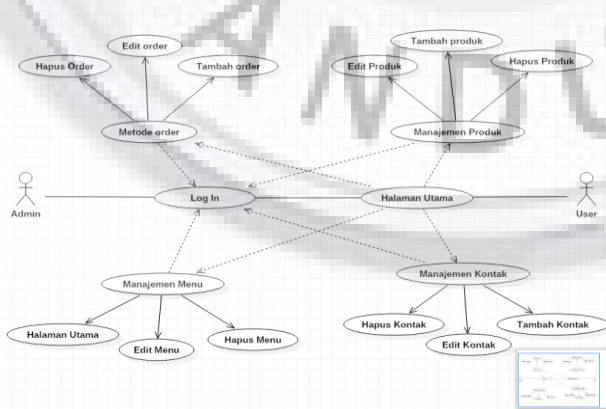 Edit order
Tambah produk
Hapus Order
Tambah order
Edit Produk
Hapus Produk
Metode order
Manajemen Produk
Admin
Log In
Halaman Utama
User
Manajemen Menu
Manajemen Kontak
Halaman Utama
Edit Menu
Hapus Menu
Hapus Kontak
Edit Kontak
Tambah Kontak